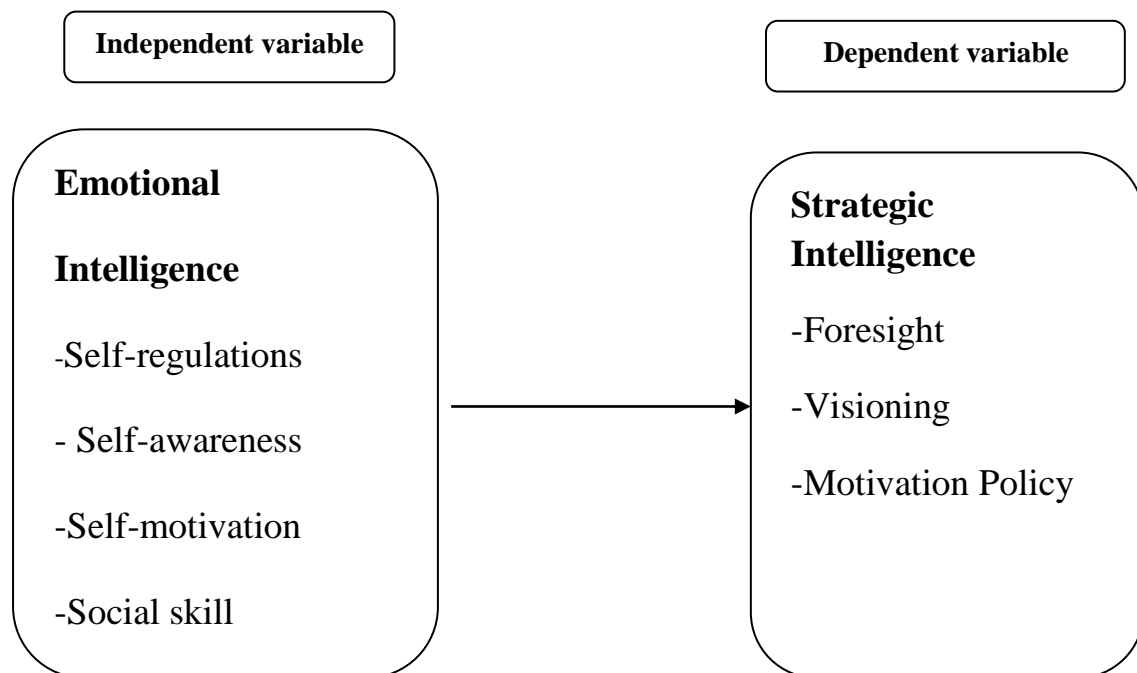 Independent variable
Dependent variable
Emotional
Intelligence
-Self-regulations
- Self-awareness
-Self-motivation
-Social skill
Strategic
Intelligence
-Foresight
-Visioning
-Motivation Policy